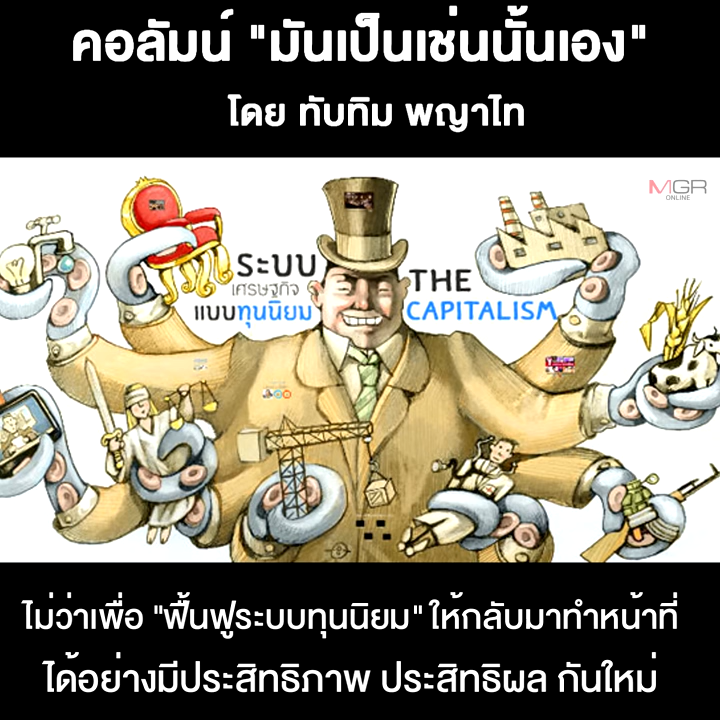 คอลัมน์ "มันเป็นเช่นนั้นเอง"
โดย ทับทิม พญาไท
MGR
ONLINE
ระบบ
เศรษฐกิจ
แบบทุนนิยม
THE
CAPITALISM
ไม่ว่าเพื่อ "ฟื้นฟูระบบทุนนิยม" ให้กลับมาทำหน้าที่
ได้อย่างมีประสิทธิภาพ ประสิทธิผล กันใหม่